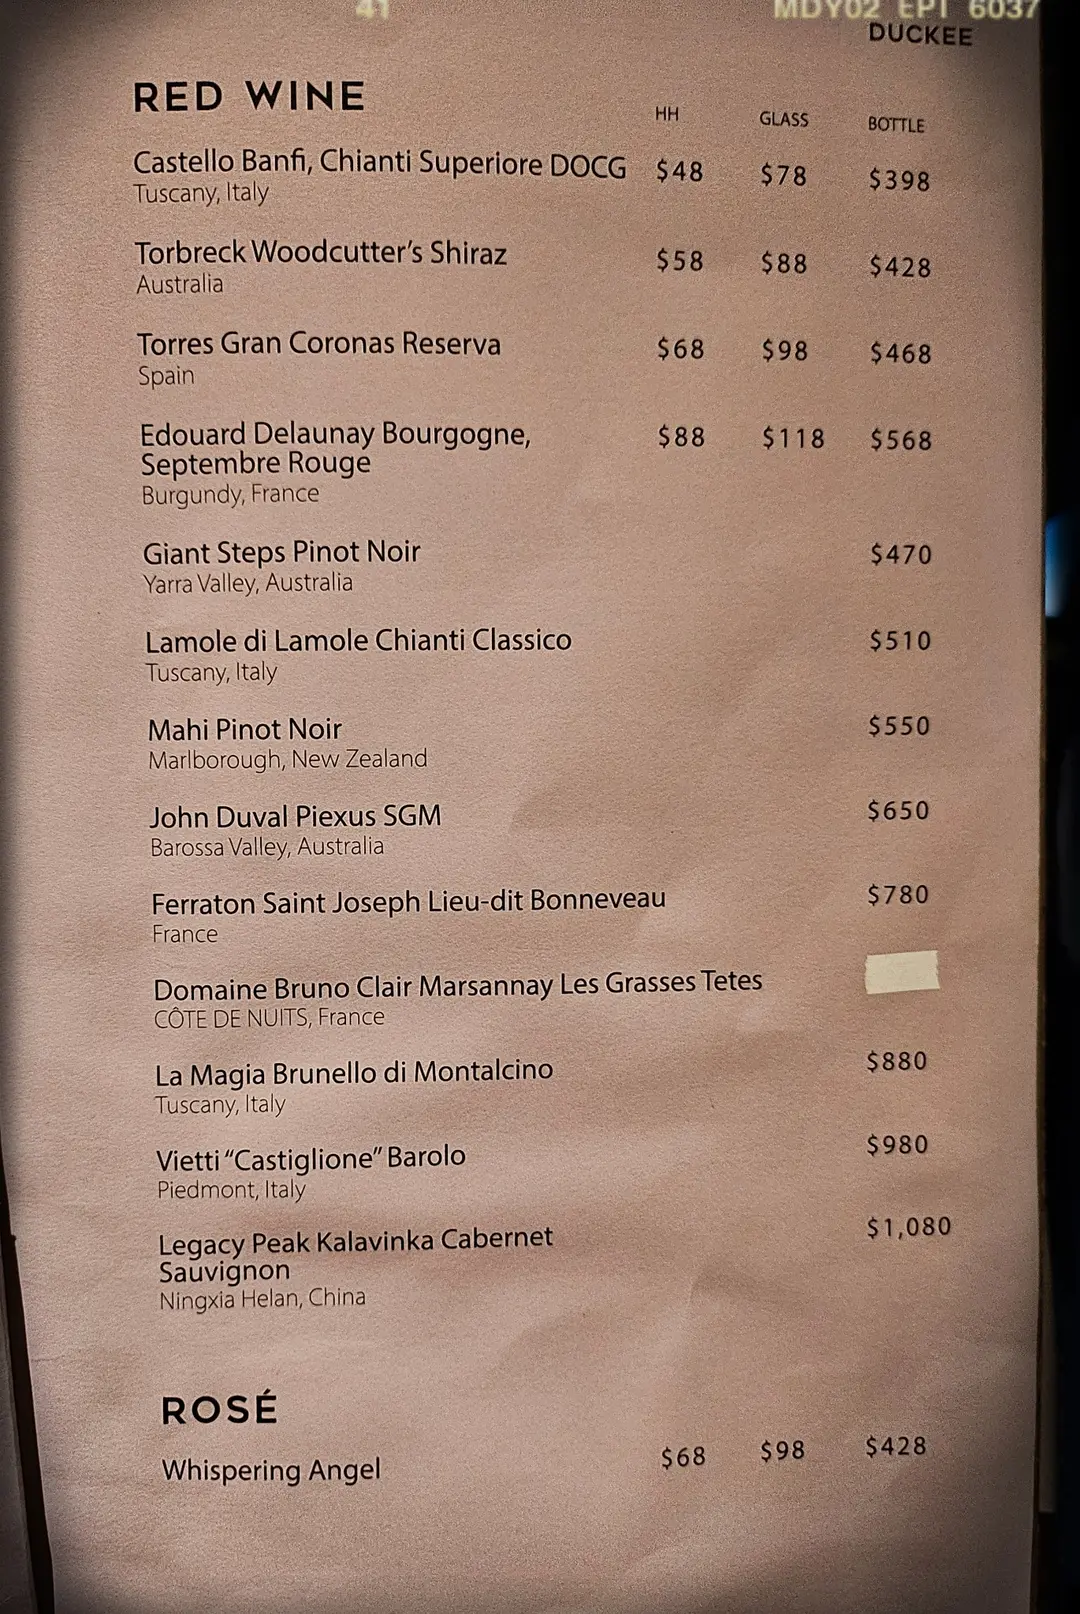 41
MDY02 EPT 6037
DUCKEE
RED WINE HH GLASS BOTTLE
Castello Banfi, Chianti Superiore DOCG $48 $78 $398
Tuscany, Italy
Torbreck Woodcutter's Shiraz $58 $88 $428
Australia
Torres Gran Coronas Reserva $68 $98 $468
Spain
Edouard Delaunay Bourgogne, $88 $118 $568
Septembre Rouge
Burgundy, France
Giant Steps Pinot Noir $470
Yarra Valley, Australia
Lamole di Lamole Chianti Classico $510
Tuscany, Italy
Mahi Pinot Noir $550
Marlborough, New Zealand
John Duval Piexus SGM $650
Barossa Valley, Australia
Ferraton Saint Joseph Lieu-dit Bonneveau $780
France
Domaine Bruno Clair Marsannay Les Grasses Tetes
CÔTE DE NUITS, France
La Magia Brunello di Montalcino $880
Tuscany, Italy
Vietti "Castiglione" Barolo $980
Piedmont, Italy
Legacy Peak Kalavinka Cabernet $1,080
Sauvignon
Ningxia Helan, China
ROSÉ
Whispering Angel $68 $98 $428